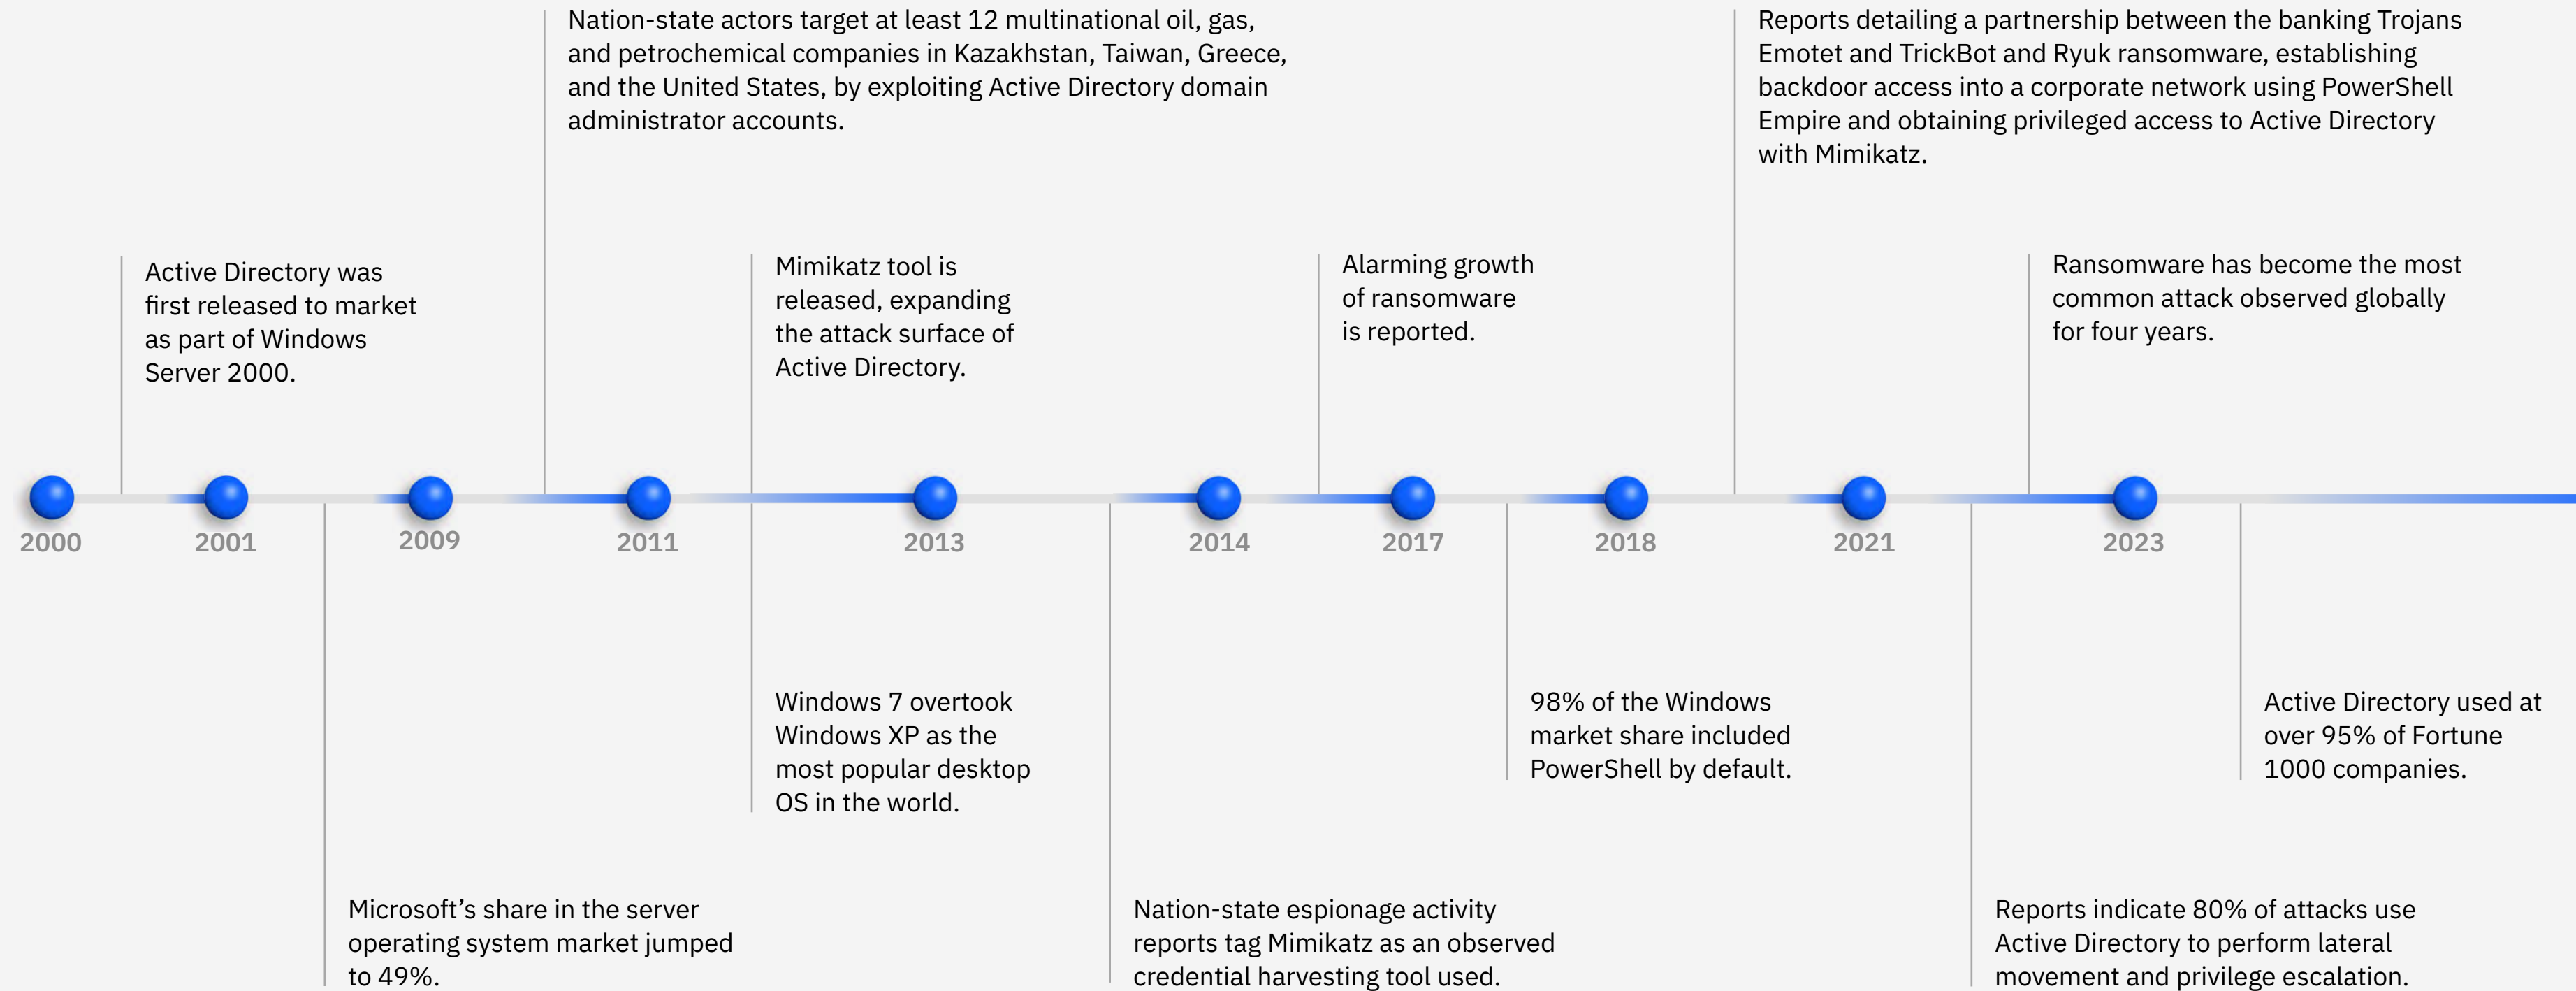 Nation-state actors target at least 12 multinational oil, gas,
and petrochemical companies in Kazakhstan, Taiwan, Greece,
and the United States, by exploiting Active Directory domain
administrator accounts.
Reports detailing a partnership between the banking Trojans
Emotet and TrickBot and Ryuk ransomware, establishing
backdoor access into a corporate network using PowerShell
Empire and obtaining privileged access to Active Directory
with Mimikatz.
Active Directory was
first released to market
as part of Windows
Server 2000.
Mimikatz tool is
released, expanding
the attack surface of
Active Directory.
Alarming growth
of ransomware
is reported.
Ransomware has become the most
common attack observed globally
for four years.
2000
2001
2009
2011
2013
2014
2017
2018
2021
2023
Windows 7 overtook
Windows XP as the
most popular desktop
OS in the world.
98% of the Windows
market share included
PowerShell by default.
Active Directory used at
over 95% of Fortune
1000 companies.
Microsoft’s share in the server
operating system market jumped
to 49%.
Nation-state espionage activity
reports tag Mimikatz as an observed
credential harvesting tool used.
Reports indicate 80% of attacks use
Active Directory to perform lateral
movement and privilege escalation.